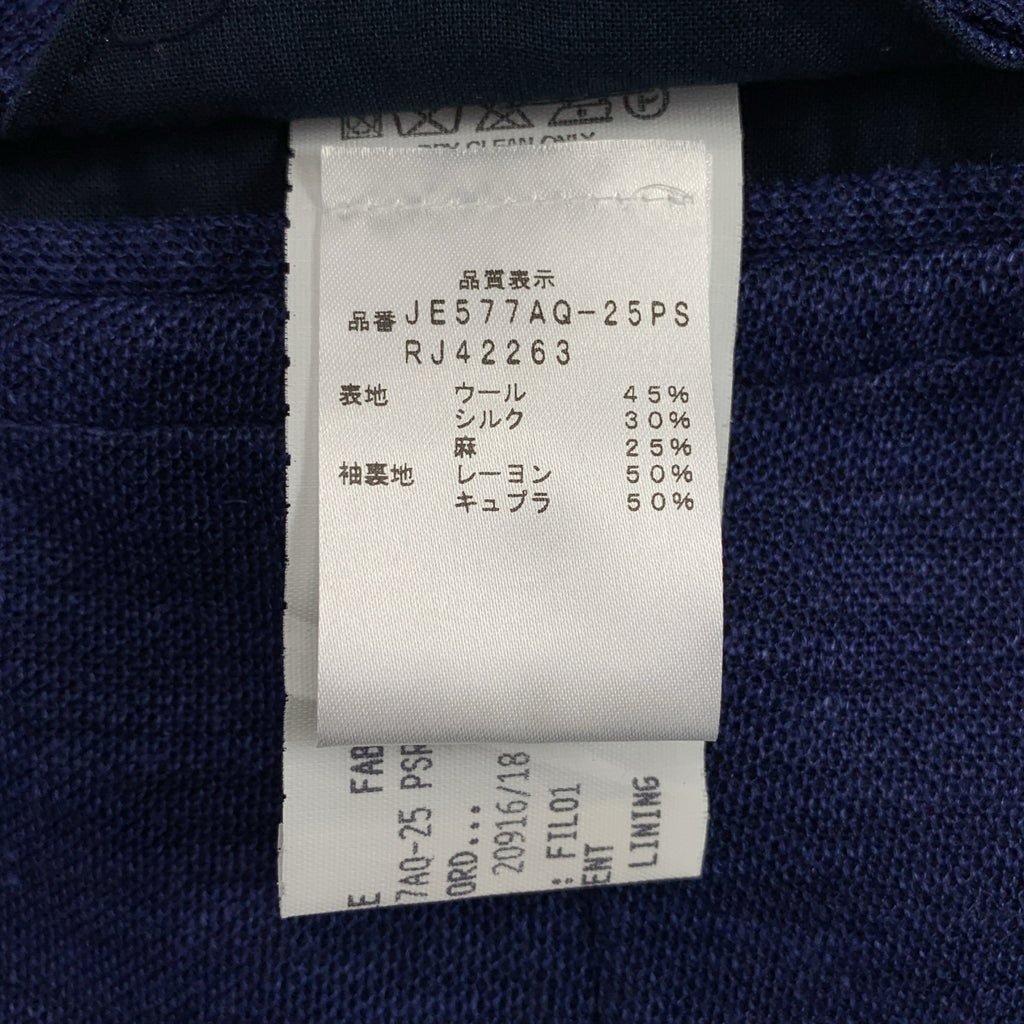 DRY CLEAN ONLY
品質表示
品番 JE577AQ-25PS
RJ42263
表地 ウール 45%
シルク 30%
麻 25%
袖裏地 レーヨン 50%
キュプラ 50%
E FAB
7AQ-25 PSR
ORD...
20916/18
: FIL01
ENT
LINING